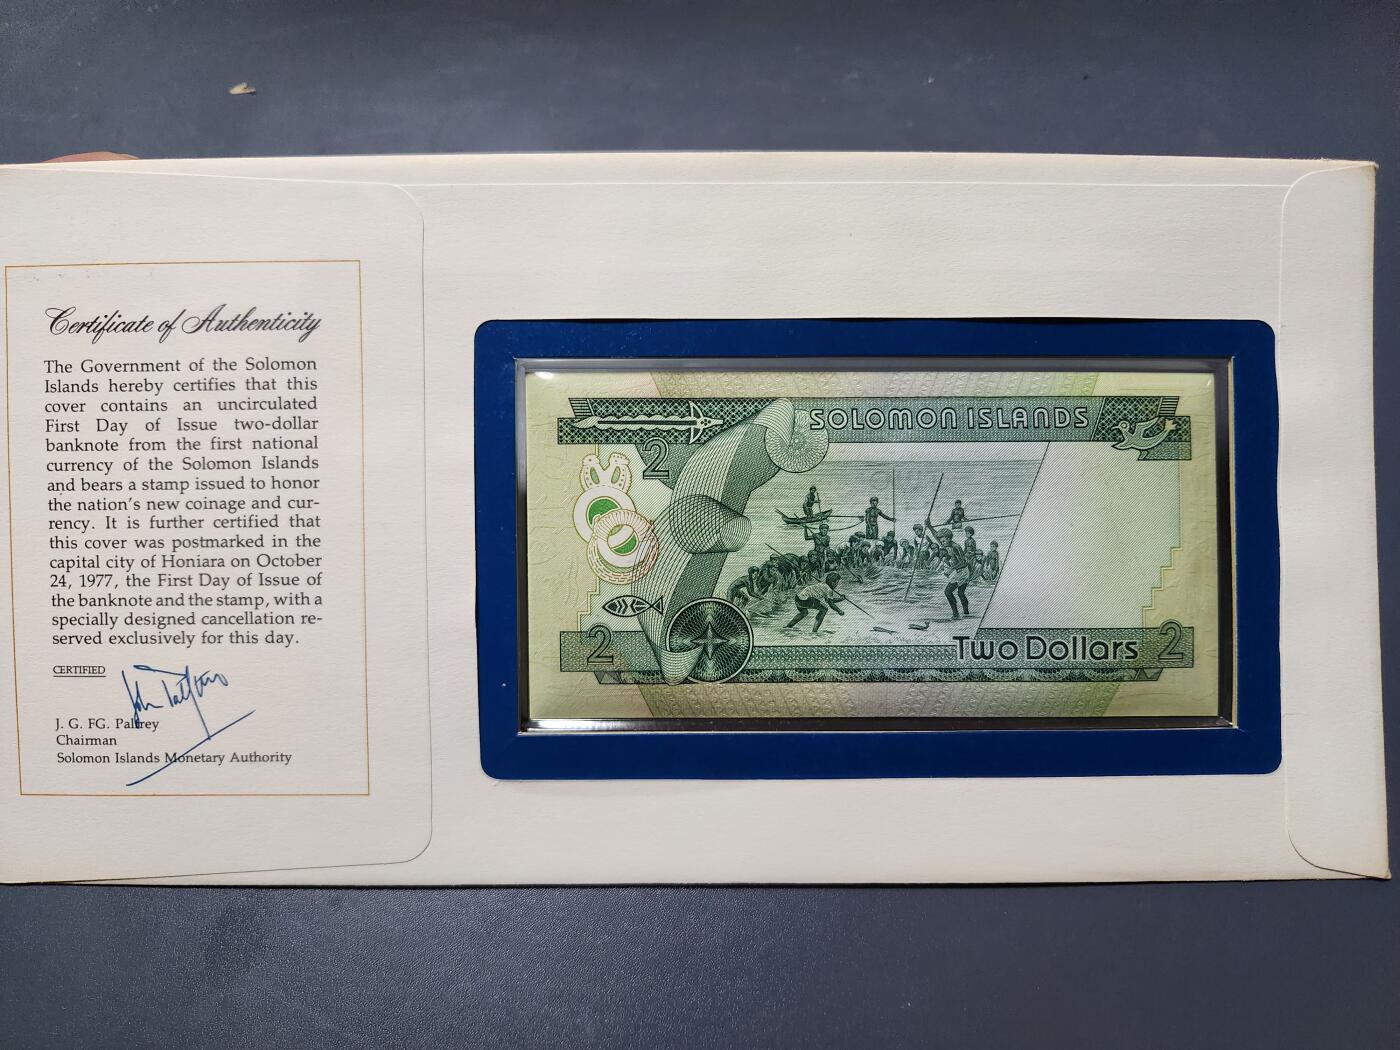 Certificate of Authenticity
The Government of the Solomon
Islands hereby certifies that this
cover contains an uncirculated
First Day of Issue two-dollar
banknote from the first national
currency of the Solomon Islands
and bears a stamp issued to honor
the nation's new coinage and cur-
rency. It is further certified that
this cover was postmarked in the
capital city of Honiara on October
24, 1977, the First Day of Issue of
the banknote and the stamp, with a
specially designed cancellation re-
served exclusively for this day.
CERTIFIED
John Palfrey
J. G. FG. Palfrey
Chairman
Solomon Islands Monetary Authority
SOLOMON ISLANDS
2
2
Two Dollars
2